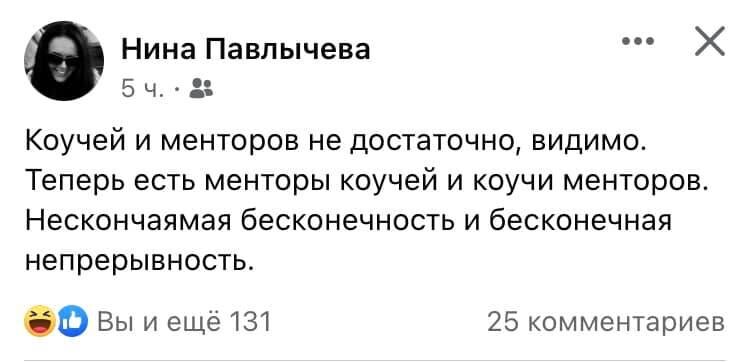 Нина Павлычева
5 ч. ·
Коучей и менторов не достаточно, видимо.
Теперь есть менторы коучей и коучи менторов.
Нескончаямая бесконечность и бесконечная
непрерывность.
Вы и ещё 131 25 комментариев